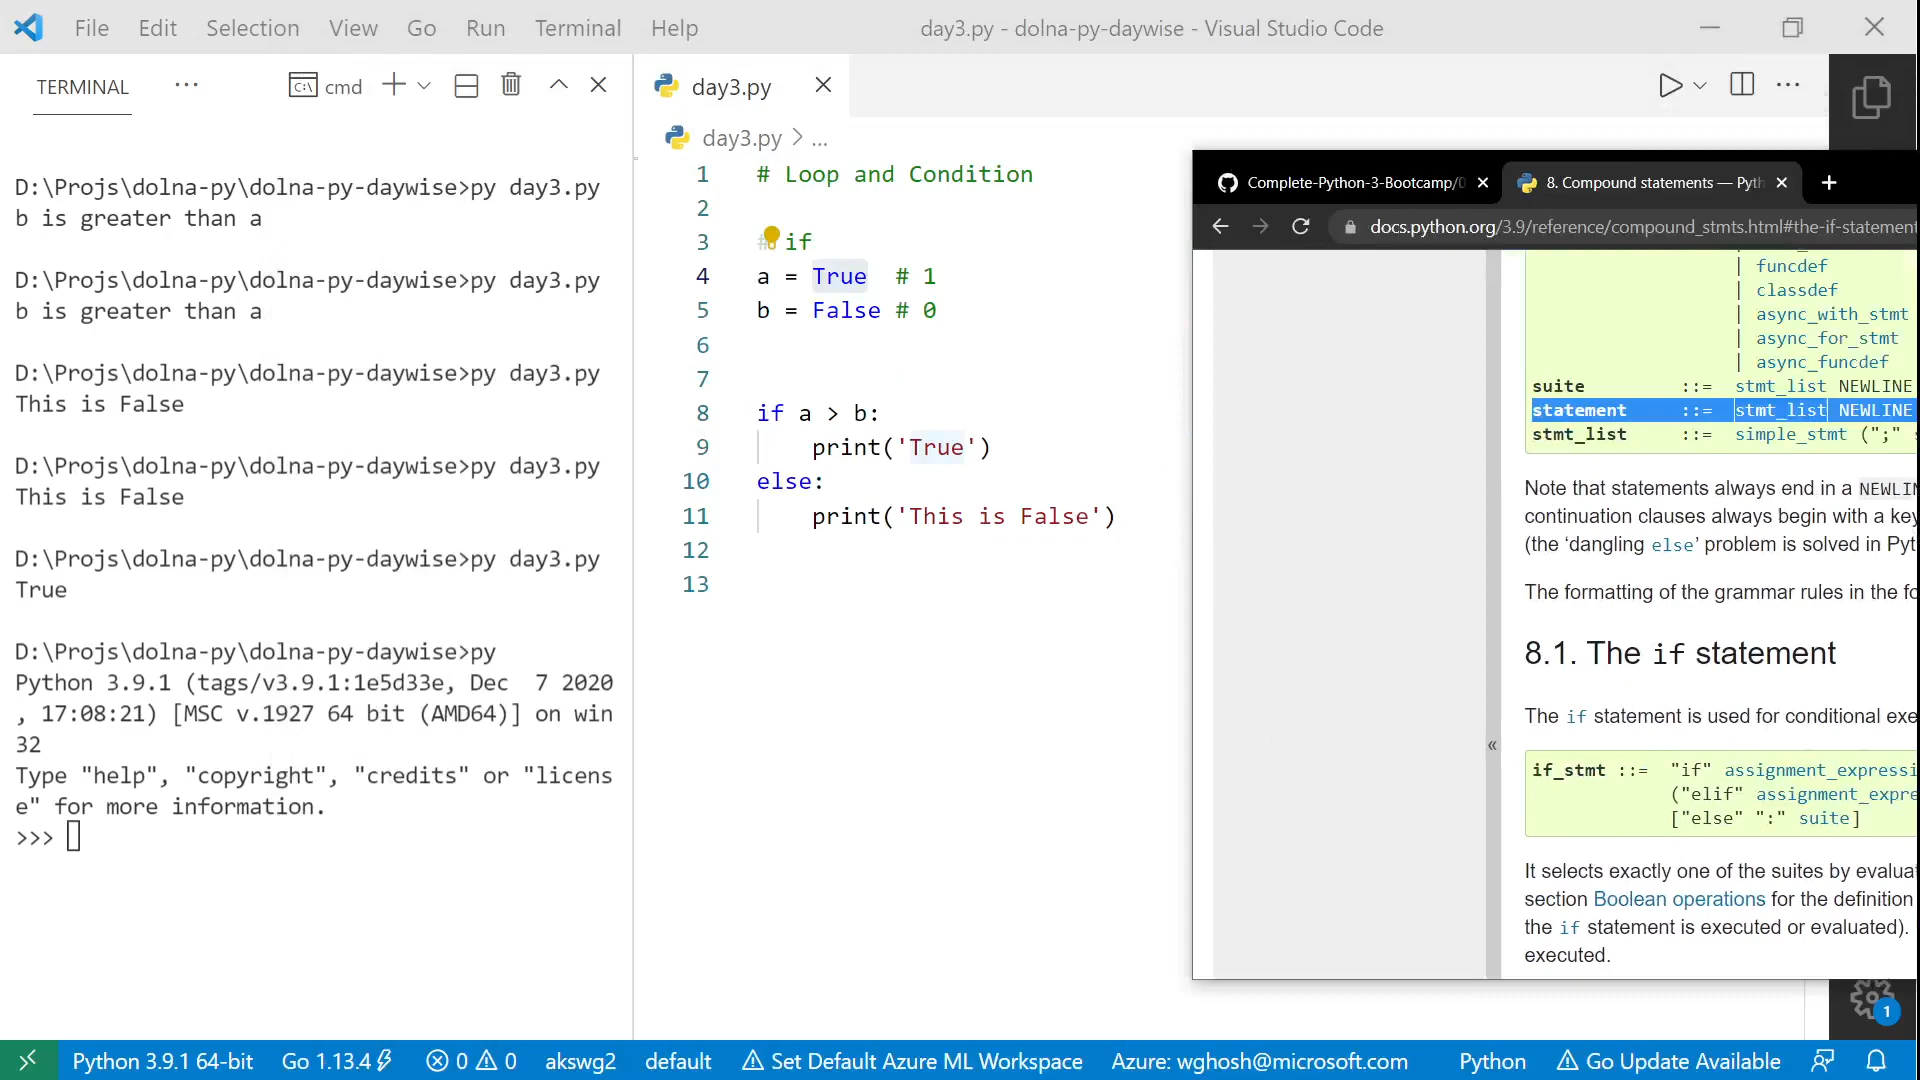 File Edit Selection View Go Run Terminal Help
day3.py - dolna-py-daywise - Visual Studio Code
TERMINAL ... cmd
D:\Projs\dolna-py\dolna-py-daywise>py day3.py
b is greater than a
D:\Projs\dolna-py\dolna-py-daywise>py day3.py
b is greater than a
D:\Projs\dolna-py\dolna-py-daywise>py day3.py
This is False
D:\Projs\dolna-py\dolna-py-daywise>py day3.py
This is False
D:\Projs\dolna-py\dolna-py-daywise>py day3.py
True
D:\Projs\dolna-py\dolna-py-daywise>py
Python 3.9.1 (tags/v3.9.1:1e5d33e, Dec  7 2020
, 17:08:21) [MSC v.1927 64 bit (AMD64)] on win
32
Type "help", "copyright", "credits" or "licens
e" for more information.
>>>
day3.py
day3.py > ...
1 # Loop and Condition
2
3 # if
4 a = True  # 1
5 b = False # 0
6
7
8 if a > b:
9     print('True')
10 else:
11     print('This is False')
12
13
Complete-Python-3-Bootcamp/0
8. Compound statements — Pyth
docs.python.org/3.9/reference/compound_stmts.html#the-if-statement
| funcdef
| classdef
| async_with_stmt
| async_for_stmt
| async_funcdef
suite ::= stmt_list NEWLINE
statement ::= stmt_list NEWLINE
stmt_list ::= simple_stmt (";"
Note that statements always end in a NEWLIN
continuation clauses always begin with a key
(the ‘dangling else’ problem is solved in Pyt
The formatting of the grammar rules in the fo
8.1. The if statement
The if statement is used for conditional exe
if_stmt ::= "if" assignment_expressi
("elif" assignment_expre
["else" ":" suite]
It selects exactly one of the suites by evalua
section Boolean operations for the definition
the if statement is executed or evaluated).
executed.
«
1
Python 3.9.1 64-bit Go 1.13.4 0 0 akswg2 default Set Default Azure ML Workspace Azure: wghosh@microsoft.com Python Go Update Available